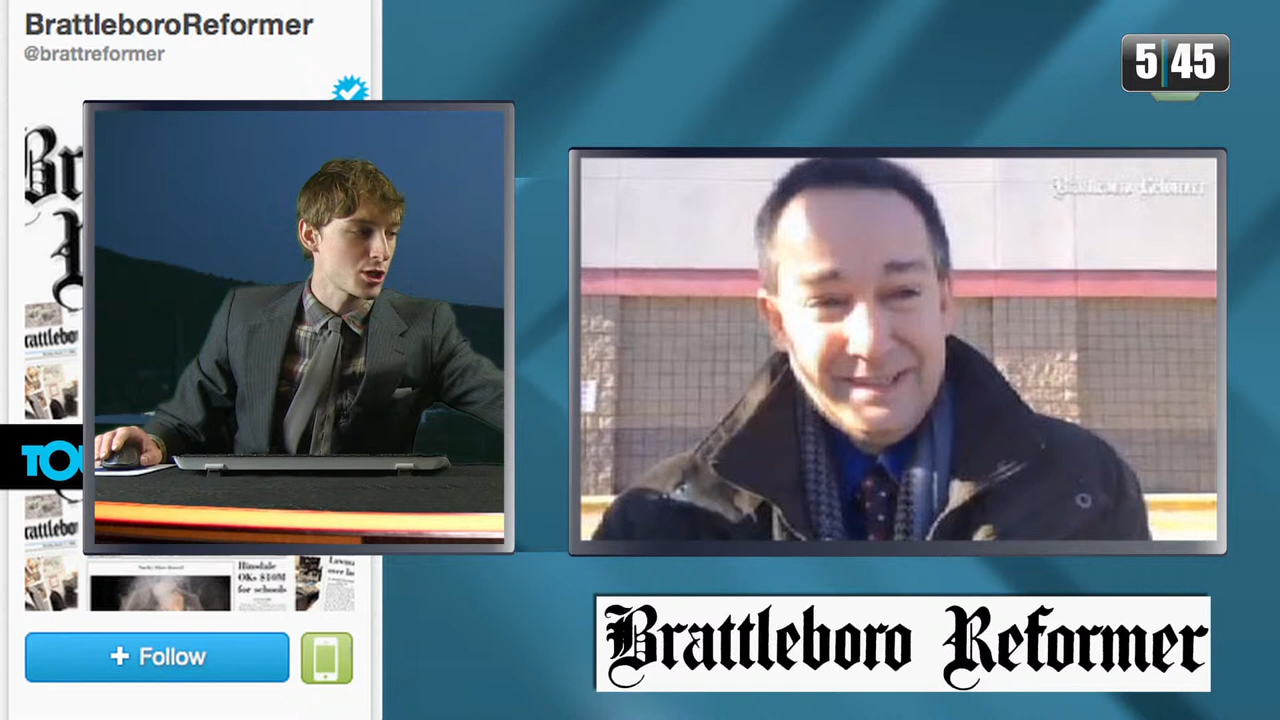 BrattleboroReformer
@brattreformer
5 45
Brattleboro Reformer
Hinsdale
OKs $10M
for schools
+ Follow
Brattleboro Reformer